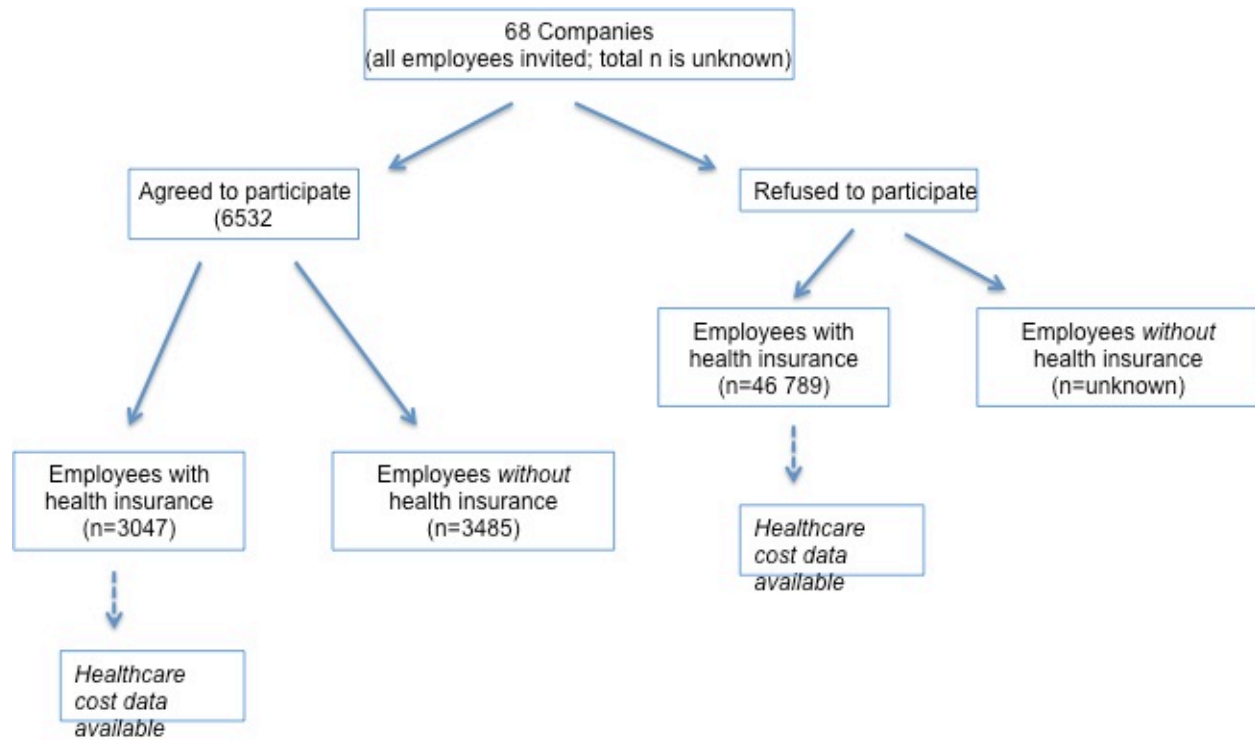 68 Companies
(all employees invited; total n is unknown)
Agreed to participate
(6532
Refused to participate
Employees with
health insurance
(n=46 789)
Employees without
health insurance
(n=unknown)
Employees with
health insurance
(n=3047)
Employees without
health insurance
(n=3485)
Healthcare
cost data
available
Healthcare
cost data
available